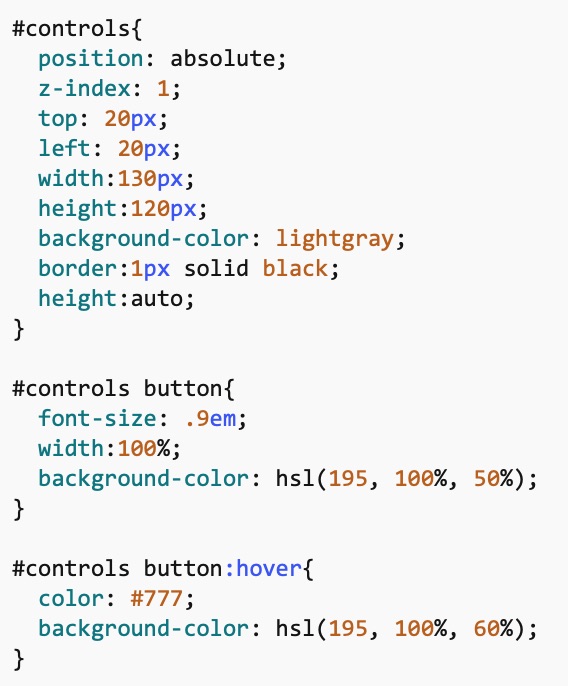 #controls{
  position: absolute;
  z-index: 1;
  top: 20px;
  left: 20px;
  width:130px;
  height:120px;
  background-color: lightgray;
  border:1px solid black;
  height:auto;
}

#controls button{
  font-size: .9em;
  width:100%;
  background-color: hsl(195, 100%, 50%);
}

#controls button:hover{
  color: #777;
  background-color: hsl(195, 100%, 60%);
}